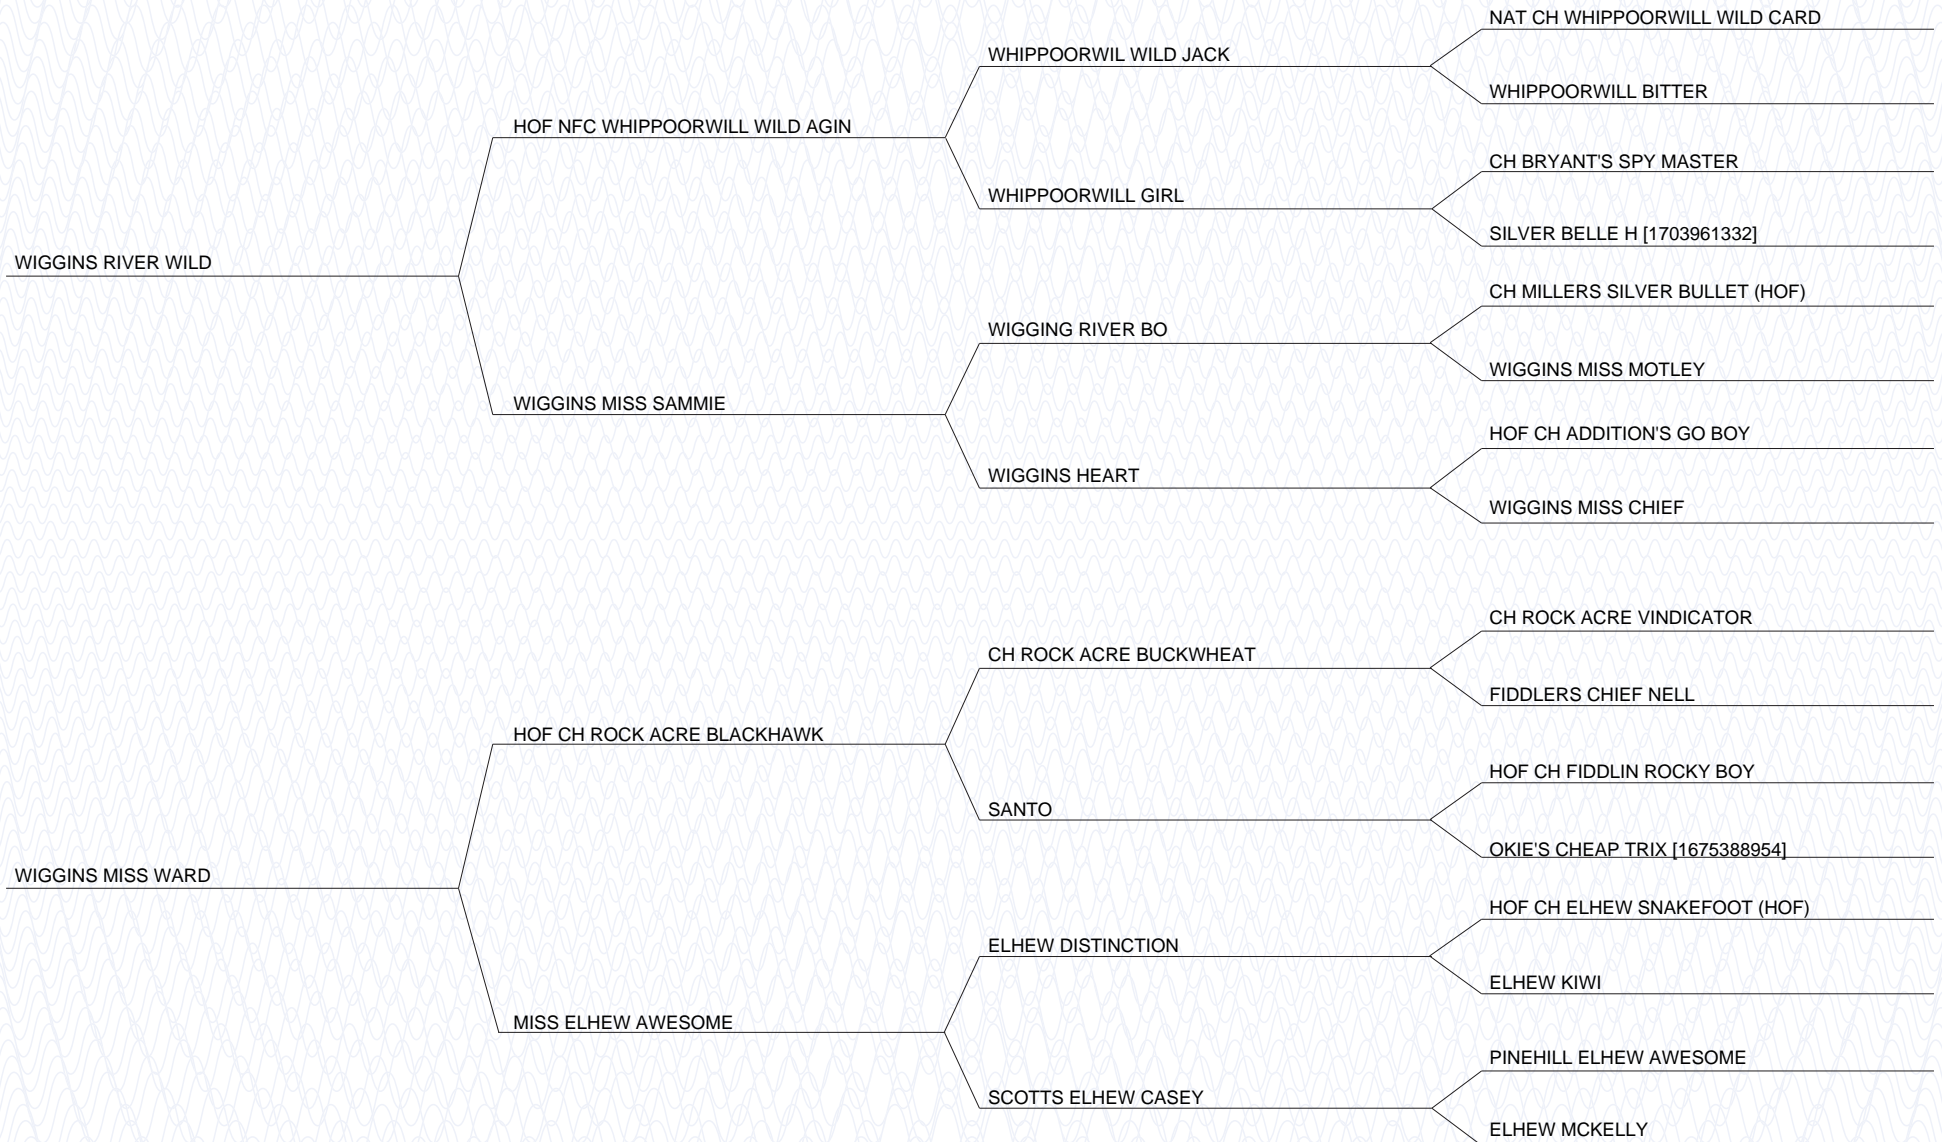 NAT CH WHIPPOORWILL WILD CARD
WHIPPOORWIL WILD JACK
WHIPPOORWILL BITTER
HOF NFC WHIPPOORWILL WILD AGIN
CH BRYANT'S SPY MASTER
WHIPPOORWILL GIRL
SILVER BELLE H [1703961332]
WIGGINS RIVER WILD
CH MILLERS SILVER BULLET (HOF)
WIGGING RIVER BO
WIGGINS MISS MOTLEY
WIGGINS MISS SAMMIE
HOF CH ADDITION'S GO BOY
WIGGINS HEART
WIGGINS MISS CHIEF
CH ROCK ACRE VINDICATOR
CH ROCK ACRE BUCKWHEAT
FIDDLERS CHIEF NELL
HOF CH ROCK ACRE BLACKHAWK
HOF CH FIDDLIN ROCKY BOY
SANTO
OKIE'S CHEAP TRIX [1675388954]
WIGGINS MISS WARD
HOF CH ELHEW SNAKEFOOT (HOF)
ELHEW DISTINCTION
ELHEW KIWI
MISS ELHEW AWESOME
PINEHILL ELHEW AWESOME
SCOTTS ELHEW CASEY
ELHEW MCKELLY